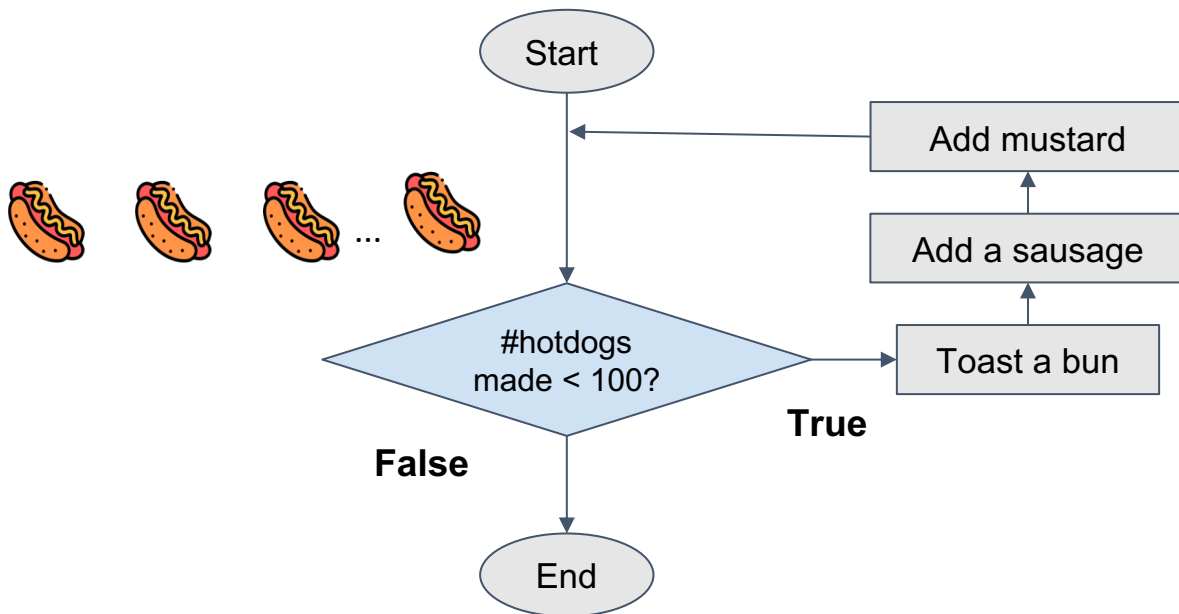 Start
Add mustard
Add a sausage
...
#hotdogs
made < 100?
Toast a bun
True
False
End